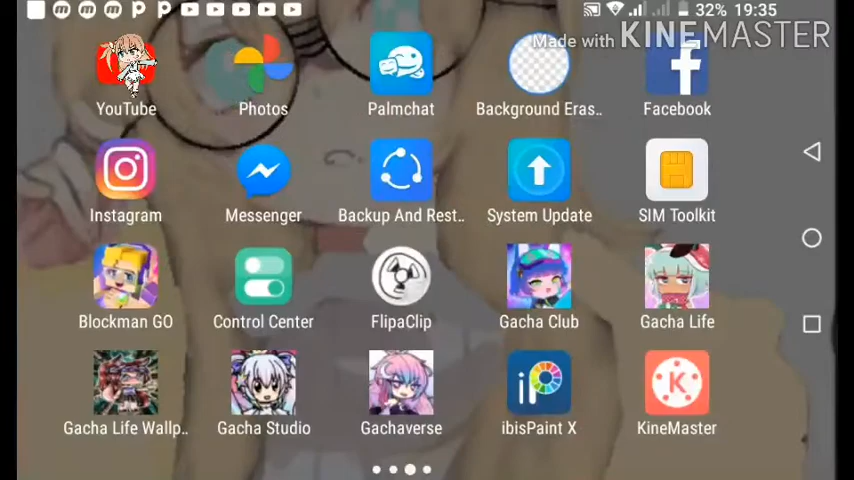 32% 19:35
Made with KINEMASTER
YouTube
Photos
Palmchat
Background Eras..
Facebook
Instagram
Messenger
Backup And Rest..
System Update
SIM Toolkit
Blockman GO
Control Center
FlipaClip
Gacha Club
Gacha Life
Gacha Life Wallp..
Gacha Studio
Gachaverse
ibisPaint X
KineMaster